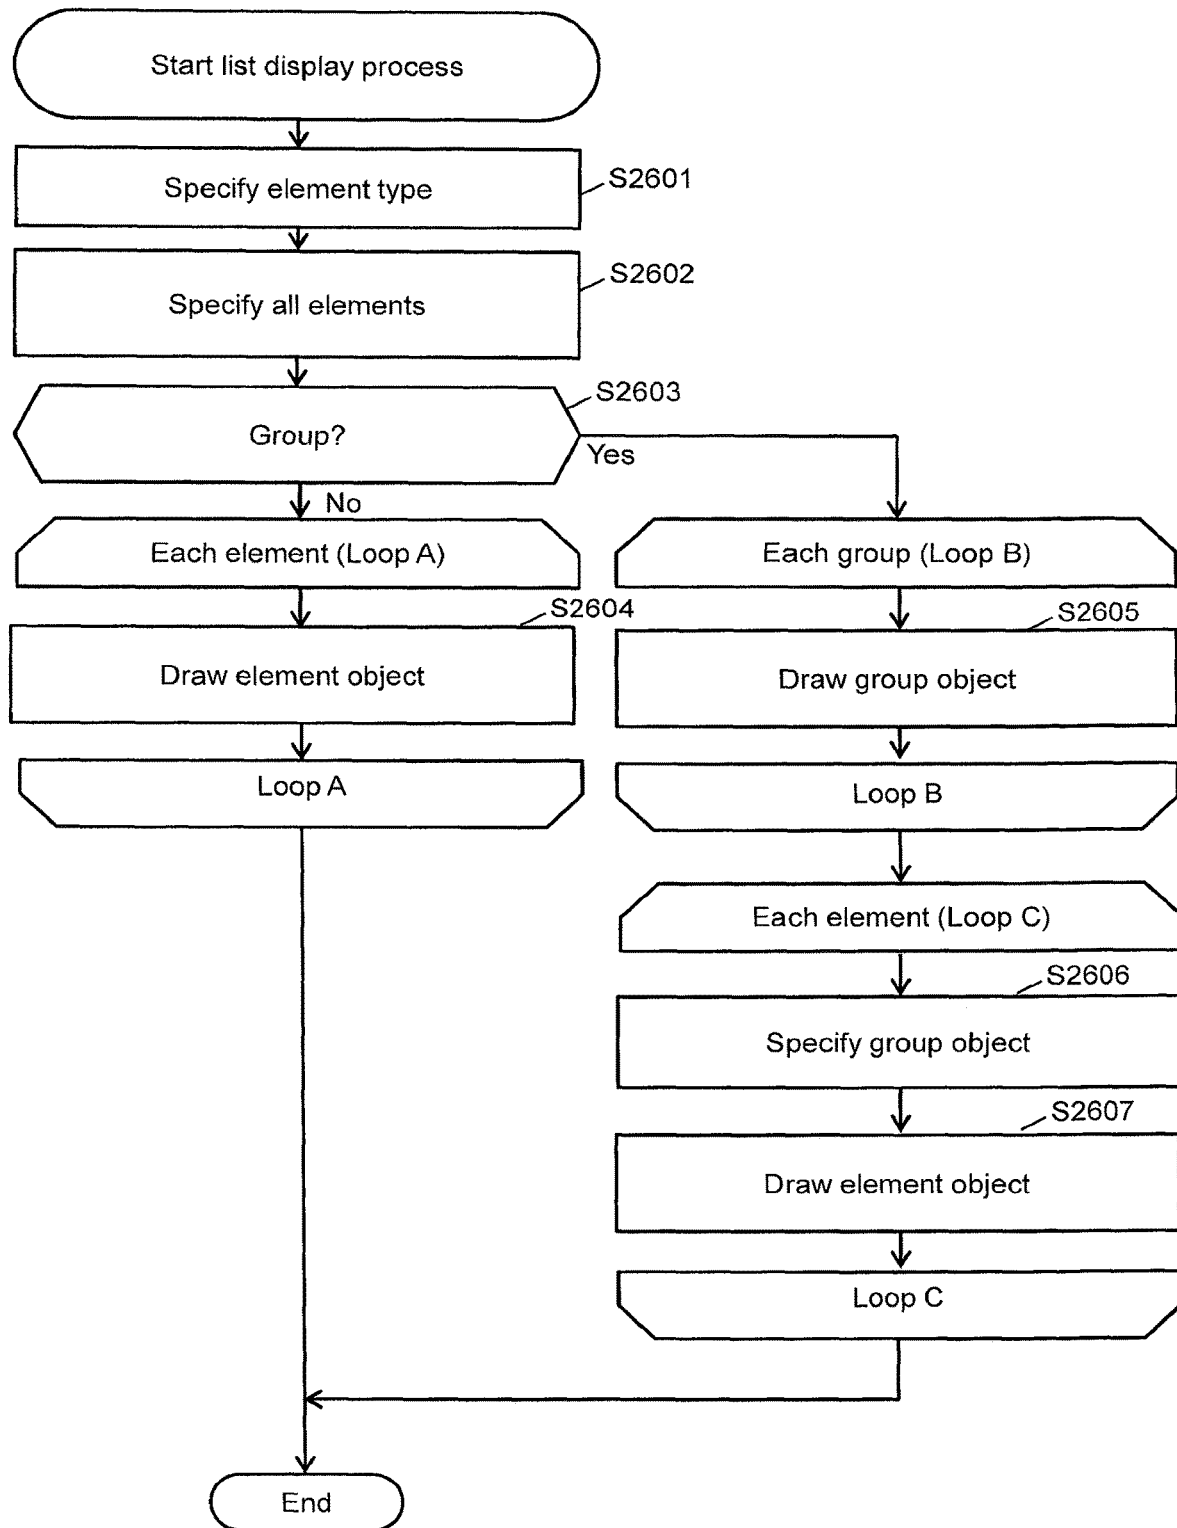 Start list display process
Specify element type
S2601
Specify all elements
S2602
Group?
S2603
Yes
No
Each element (Loop A)
S2604
Draw element object
Loop A
Each group (Loop B)
S2605
Draw group object
Loop B
Each element (Loop C)
S2606
Specify group object
S2607
Draw element object
Loop C
End